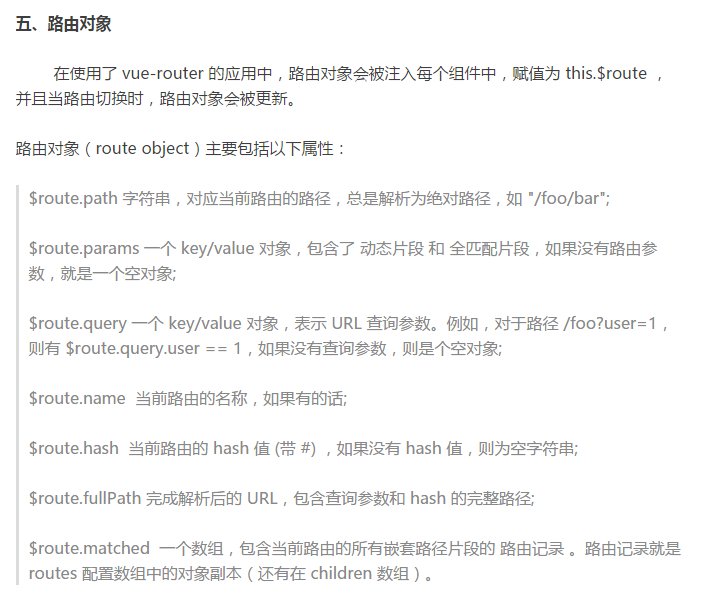 五、路由对象
在使用了 vue-router 的应用中，路由对象会被注入每个组件中，赋值为 this.$route ，
并且当路由切换时，路由对象会被更新。
路由对象（route object）主要包括以下属性：
$route.path 字符串，对应当前路由的路径，总是解析为绝对路径，如 "/foo/bar";
$route.params 一个 key/value 对象，包含了 动态片段 和 全匹配片段，如果没有路由参
数，就是一个空对象;
$route.query 一个 key/value 对象，表示 URL 查询参数。例如，对于路径 /foo?user=1，
则有 $route.query.user == 1，如果没有查询参数，则是个空对象;
$route.name  当前路由的名称，如果有的话;
$route.hash  当前路由的 hash 值 (带 #) ，如果没有 hash 值，则为空字符串;
$route.fullPath 完成解析后的 URL，包含查询参数和 hash 的完整路径;
$route.matched  一个数组，包含当前路由的所有嵌套路径片段的 路由记录 。路由记录就是
routes 配置数组中的对象副本（还有在 children 数组）。